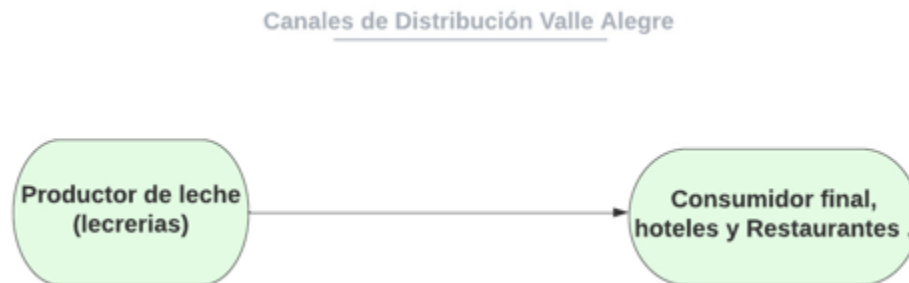 Canales de Distribución Valle Alegre
Productor de leche
(lecrerias)
Consumidor final,
hoteles y Restaurantes .